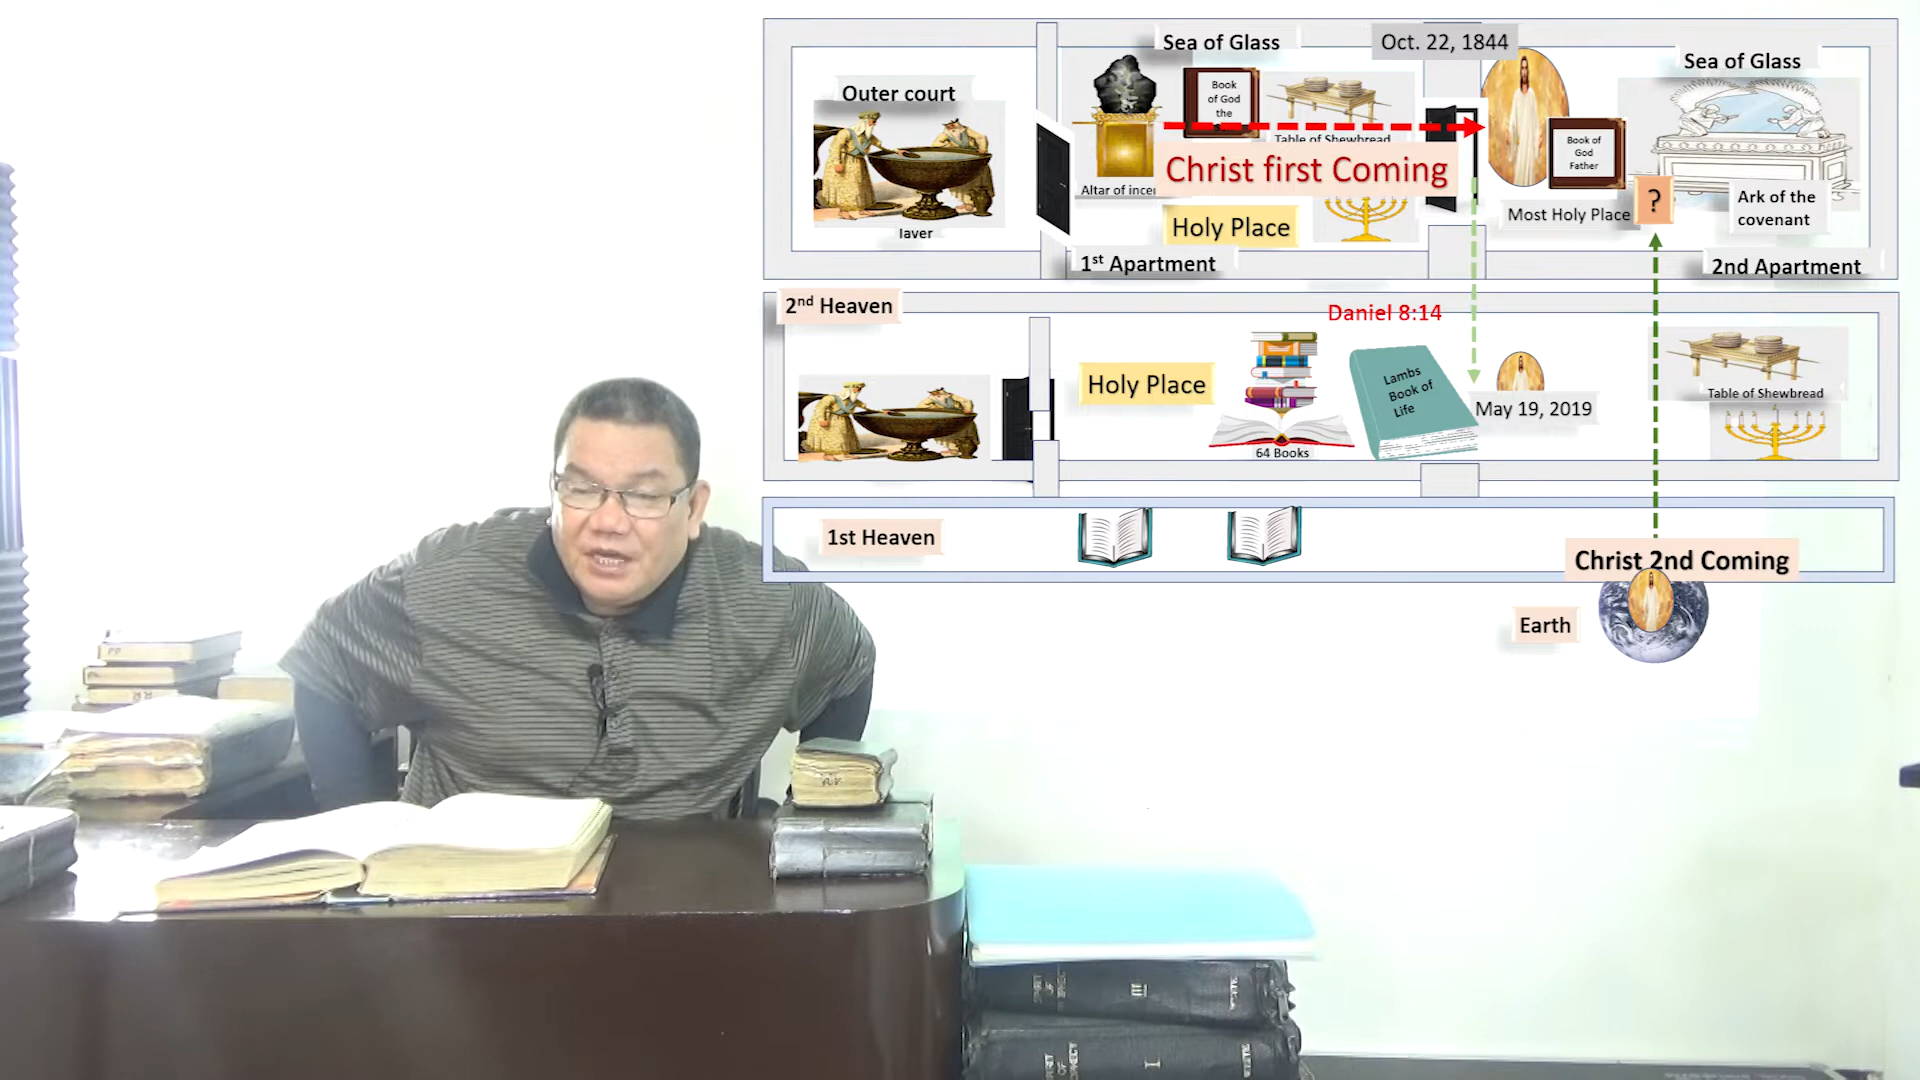 Sea of Glass
Oct. 22, 1844
Sea of Glass
Outer court
Book
of God
the
Table of Shewbread
Book of
God
Father
Christ first Coming
Altar of incen
Ark of the
covenant
?
Most Holy Place
Holy Place
laver
1st Apartment
2nd Apartment
2nd Heaven
Daniel 8:14
Lambs
Book of
Life
Holy Place
May 19, 2019
Table of Shewbread
64 Books
1st Heaven
Christ 2nd Coming
Earth
III
I